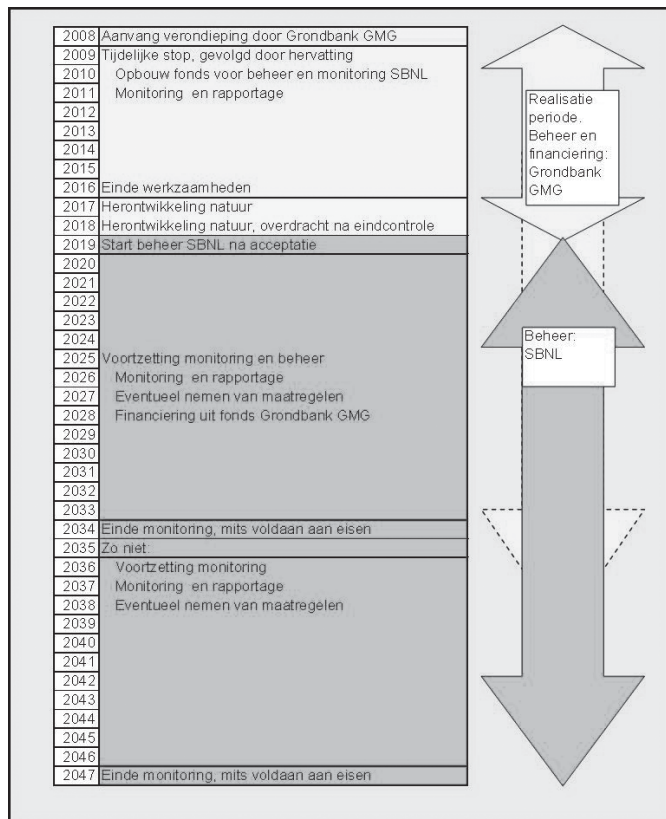 2008 Aanvang verondieping door Grondbank GMG
2009 Tijdelijke stop, gevolgd door hervatting
2010 Opbouw fonds voor beheer en monitoring SBNL
2011 Monitoring en rapportage
2012
2013
2014
2015
2016 Einde werkzaamheden
2017 Herontwikkeling natuur
2018 Herontwikkeling natuur, overdracht na eindcontrole
2019 Start beheer SBNL na acceptatie
2020
2021
2022
2023
2024
2025 Voortzetting monitoring en beheer
2026 Monitoring en rapportage
2027 Eventueel nemen van maatregelen
2028 Financiering uit fonds Grondbank GMG
2029
2030
2031
2032
2033
2034 Einde monitoring, mits voldaan aan eisen
2035 Zo niet:
2036 Voortzetting monitoring
2037 Monitoring en rapportage
2038 Eventueel nemen van maatregelen
2039
2040
2041
2042
2043
2044
2045
2046
2047 Einde monitoring, mits voldaan aan eisen
Realisatie
periode.
Beheer en
financiering:
Grondbank
GMG
Beheer:
SBNL